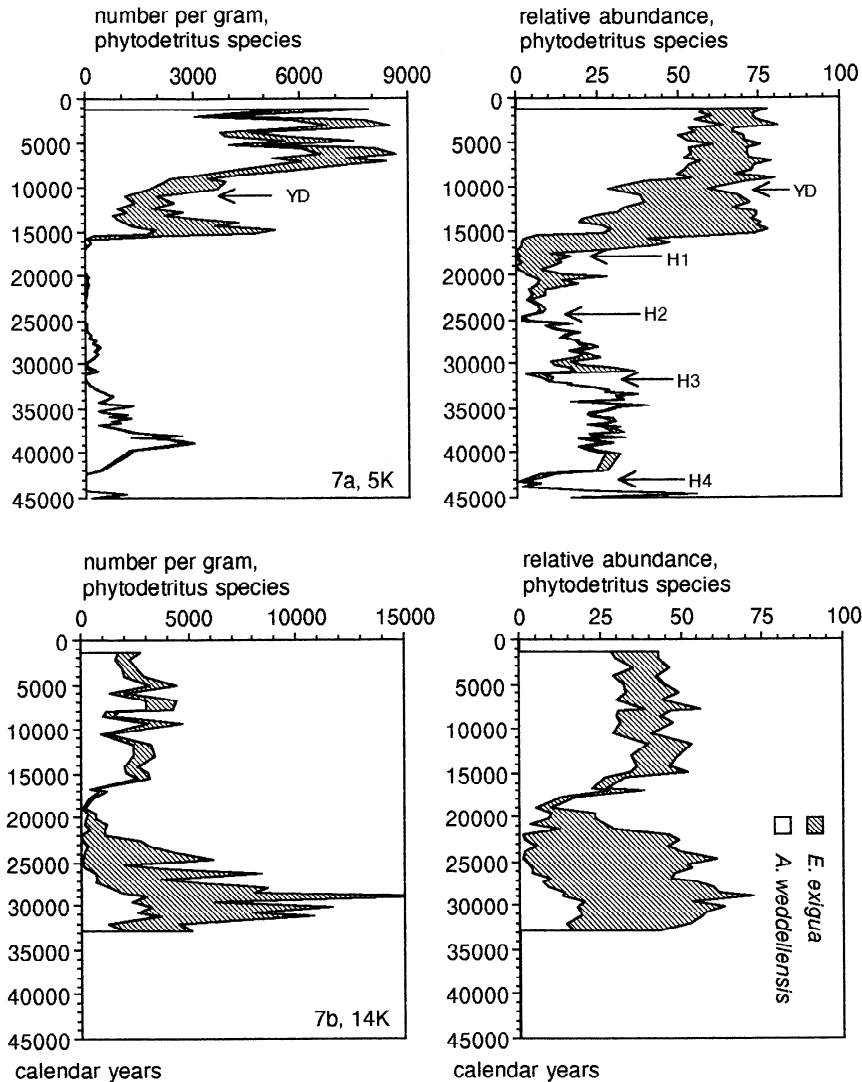 number per gram,
phytodetritus species
0 3000 6000 9000
0
5000
10000
15000
20000
25000
30000
35000
40000
45000
YD
7a, 5K
relative abundance,
phytodetritus species
0 25 50 75 100
0
5000
10000
15000
20000
25000
30000
35000
40000
45000
YD
H1
H2
H3
H4
number per gram,
phytodetritus species
0 5000 10000 15000
0
5000
10000
15000
20000
25000
30000
35000
40000
45000
7b, 14K
calendar years
relative abundance,
phytodetritus species
0 25 50 75 100
0
5000
10000
15000
20000
25000
30000
35000
40000
45000
E. exigua
A. weddellensis
calendar years